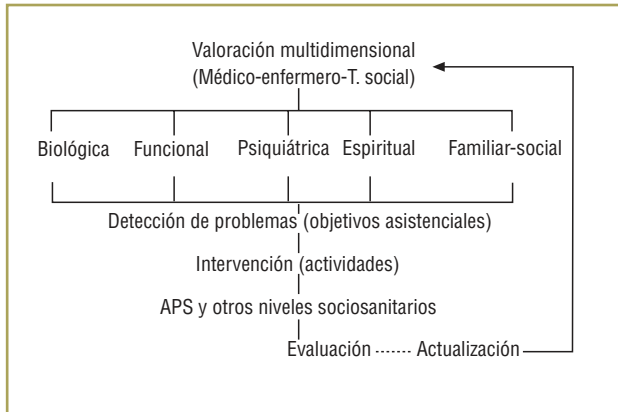 Valoración multidimensional
(Médico-enfermero-T. social)
Biológica Funcional Psiquiátrica Espiritual Familiar-social
Detección de problemas (objetivos asistenciales)
Intervención (actividades)
APS y otros niveles sociosanitarios
Evaluación ....... Actualización